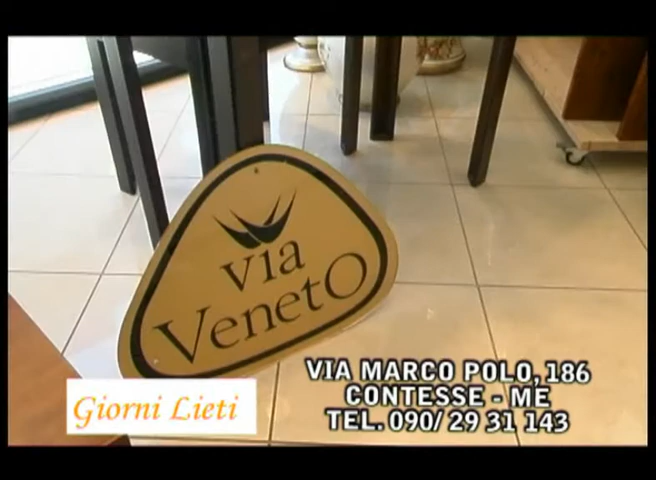 Via
Veneto
Giorni Lieti
VIA MARCO POLO, 186
CONTESSE - ME
TEL. 090/ 29 31 143